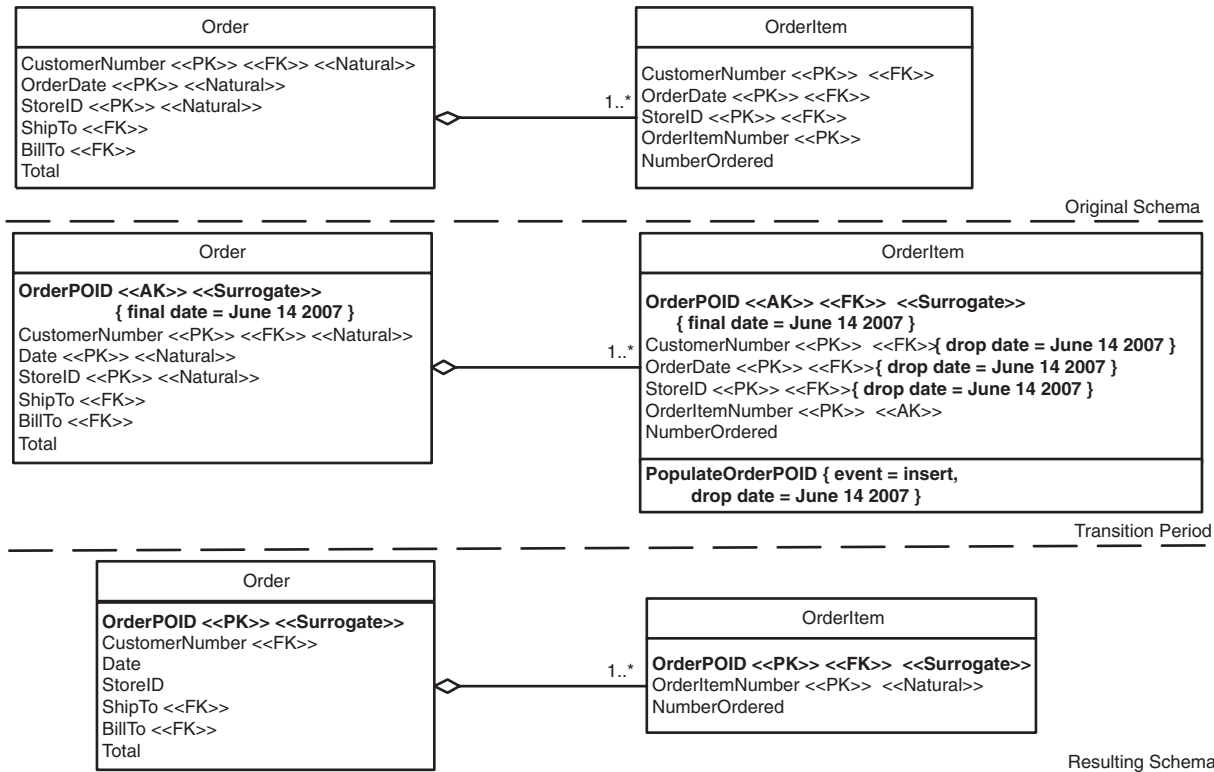 Order
CustomerNumber <<PK>> <<FK>> <<Natural>>
OrderDate <<PK>> <<Natural>>
StoreID <<PK>> <<Natural>>
ShipTo <<FK>>
BillTo <<FK>>
Total
1..*
OrderItem
CustomerNumber <<PK>> <<FK>>
OrderDate <<PK>> <<FK>>
StoreID <<PK>> <<FK>>
OrderItemNumber <<PK>>
NumberOrdered
Original Schema
Order
OrderPOID <<AK>> <<Surrogate>>
{ final date = June 14 2007 }
CustomerNumber <<PK>> <<FK>> <<Natural>>
Date <<PK>> <<Natural>>
StoreID <<PK>> <<Natural>>
ShipTo <<FK>>
BillTo <<FK>>
Total
1..*
OrderItem
OrderPOID <<AK>> <<FK>> <<Surrogate>>
{ final date = June 14 2007 }
CustomerNumber <<PK>> <<FK>>{ drop date = June 14 2007 }
OrderDate <<PK>> <<FK>>{ drop date = June 14 2007 }
StoreID <<PK>> <<FK>>{ drop date = June 14 2007 }
OrderItemNumber <<PK>> <<AK>>
NumberOrdered
PopulateOrderPOID { event = insert,
drop date = June 14 2007 }
Transition Period
Order
OrderPOID <<PK>> <<Surrogate>>
CustomerNumber <<FK>>
Date
StoreID
ShipTo <<FK>>
BillTo <<FK>>
Total
1..*
OrderItem
OrderPOID <<PK>> <<FK>> <<Surrogate>>
OrderItemNumber <<PK>> <<Natural>>
NumberOrdered
Resulting Schema